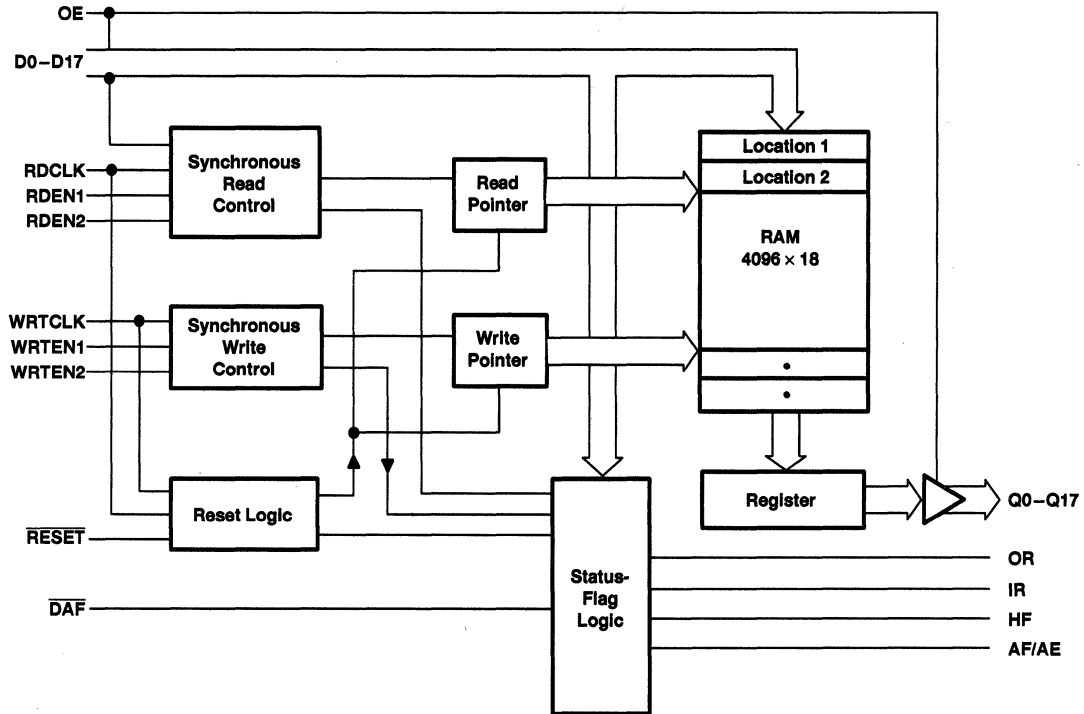 OE
D0–D17
RDCLK
RDEN1
RDEN2
Synchronous
Read
Control
Read
Pointer
Location 1
Location 2
RAM
4096 × 18
WRTCLK
WRTEN1
WRTEN2
Synchronous
Write
Control
Write
Pointer
Reset Logic
RESET
DAF
Status-
Flag
Logic
Register
Q0–Q17
OR
IR
HF
AF/AE